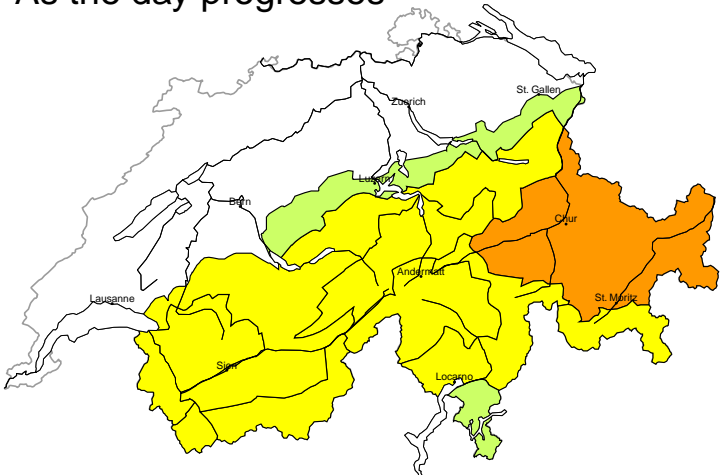 As the day progresses
St. Gallen
Zuerich
Luzern
Bern
Chur
Andermatt
Lausanne
St. Moritz
Sion
Locarno